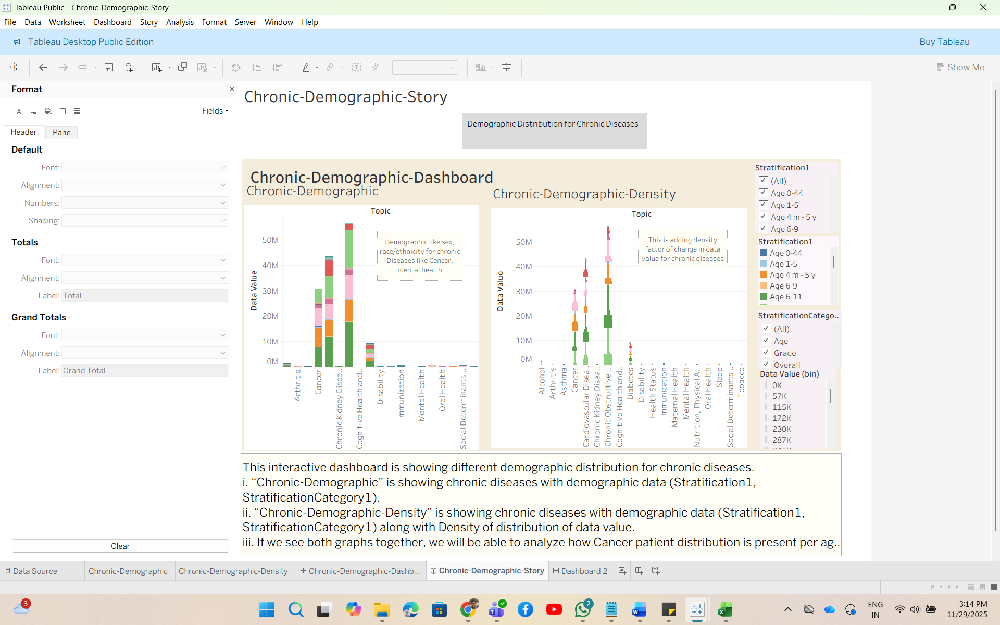 Tableau Public - Chronic-Demographic-Story
File Data Worksheet Dashboard Story Analysis Format Server Window Help
Tableau Desktop Public Edition
Buy Tableau
Show Me
Format
Fields
Header Pane
Default
Font:
Alignment:
Numbers:
Shading:
Totals
Font:
Alignment:
Label: Total
Grand Totals
Font:
Alignment:
Label: Grand Total
Clear
Chronic-Demographic-Story
Demographic Distribution for Chronic Diseases
Chronic-Demographic-Dashboard
Chronic-Demographic
Topic
Data Value
50M
40M
30M
20M
10M
0M
Demographic like sex,
race/ethnicity for chronic
Diseases like Cancer,
mental health
Arthritis
Cancer
Chronic Kidney Disea..
Cognitive Health and..
Disability
Immunization
Mental Health
Oral Health
Social Determinants ..
Chronic-Demographic-Density
Topic
Data Value
50M
40M
30M
20M
10M
0M
This is adding density
factor of change in data
value for chronic diseases
Alcohol
Arthritis
Asthma
Cancer
Cardiovascular Disea..
Chronic Kidney Disea..
Chronic Obstructive ..
Cognitive Health and..
Diabetes
Disability
Health Status
Immunization
Maternal Health
Mental Health
Nutrition, Physical A..
Oral Health
Sleep
Social Determinants ..
Tobacco
Stratification1
(All)
Age 0-44
Age 1-5
Age 4 m - 5 y
Age 6-9
Stratification1
Age 0-44
Age 1-5
Age 4 m - 5 y
Age 6-9
Age 6-11
StratificationCatego..
(All)
Age
Grade
Overall
Data Value (bin)
0K
57K
115K
172K
230K
287K
This interactive dashboard is showing different demographic distribution for chronic diseases.
i. “Chronic-Demographic” is showing chronic diseases with demographic data (Stratification1,
StratificationCategory1).
ii. “Chronic-Demographic-Density” is showing chronic diseases with demographic data (Stratification1,
StratificationCategory1) along with Density of distribution of data value.
iii. If we see both graphs together, we will be able to analyze how Cancer patient distribution is present per ag..
Data Source Chronic-Demographic Chronic-Demographic-Density Chronic-Demographic-Dashb... Chronic-Demographic-Story Dashboard 2
3
2
ENG
IN
3:14 PM
11/29/2025